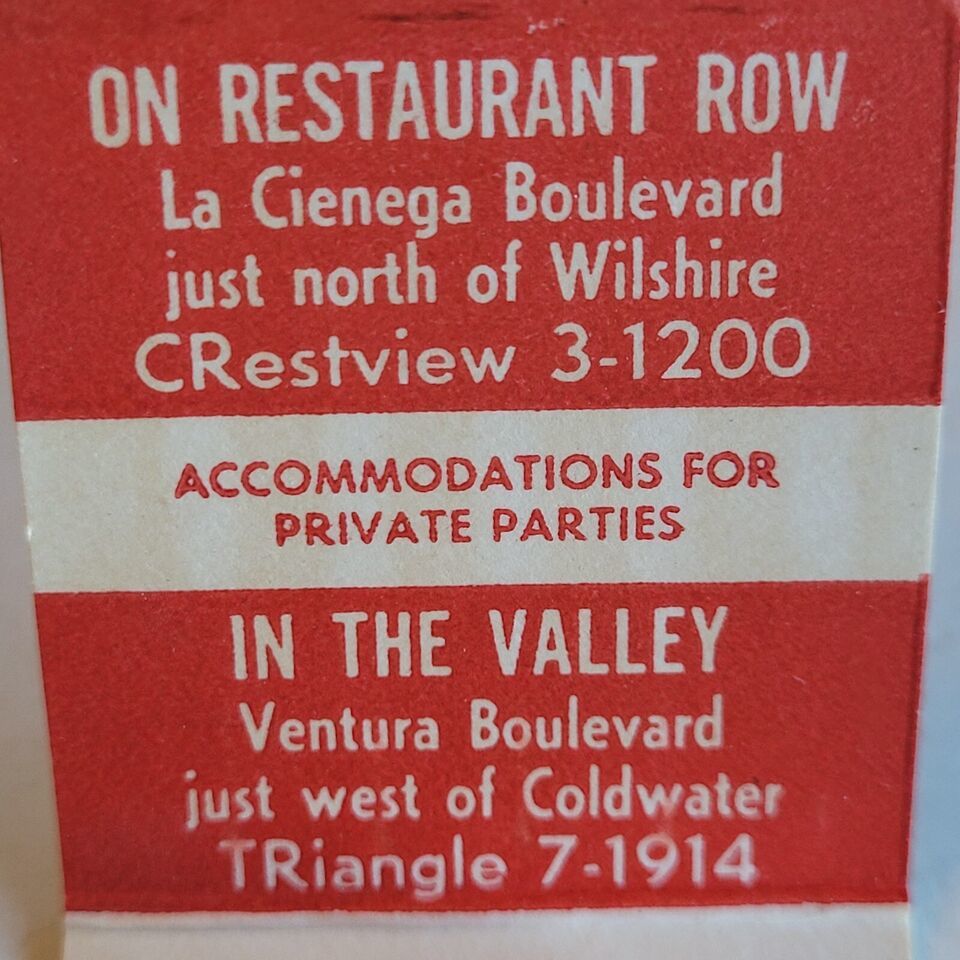 ON RESTAURANT ROW
La Cienega Boulevard
just north of Wilshire
CRestview 3-1200
ACCOMMODATIONS FOR
PRIVATE PARTIES
IN THE VALLEY
Ventura Boulevard
just west of Coldwater
TRiangle 7-1914